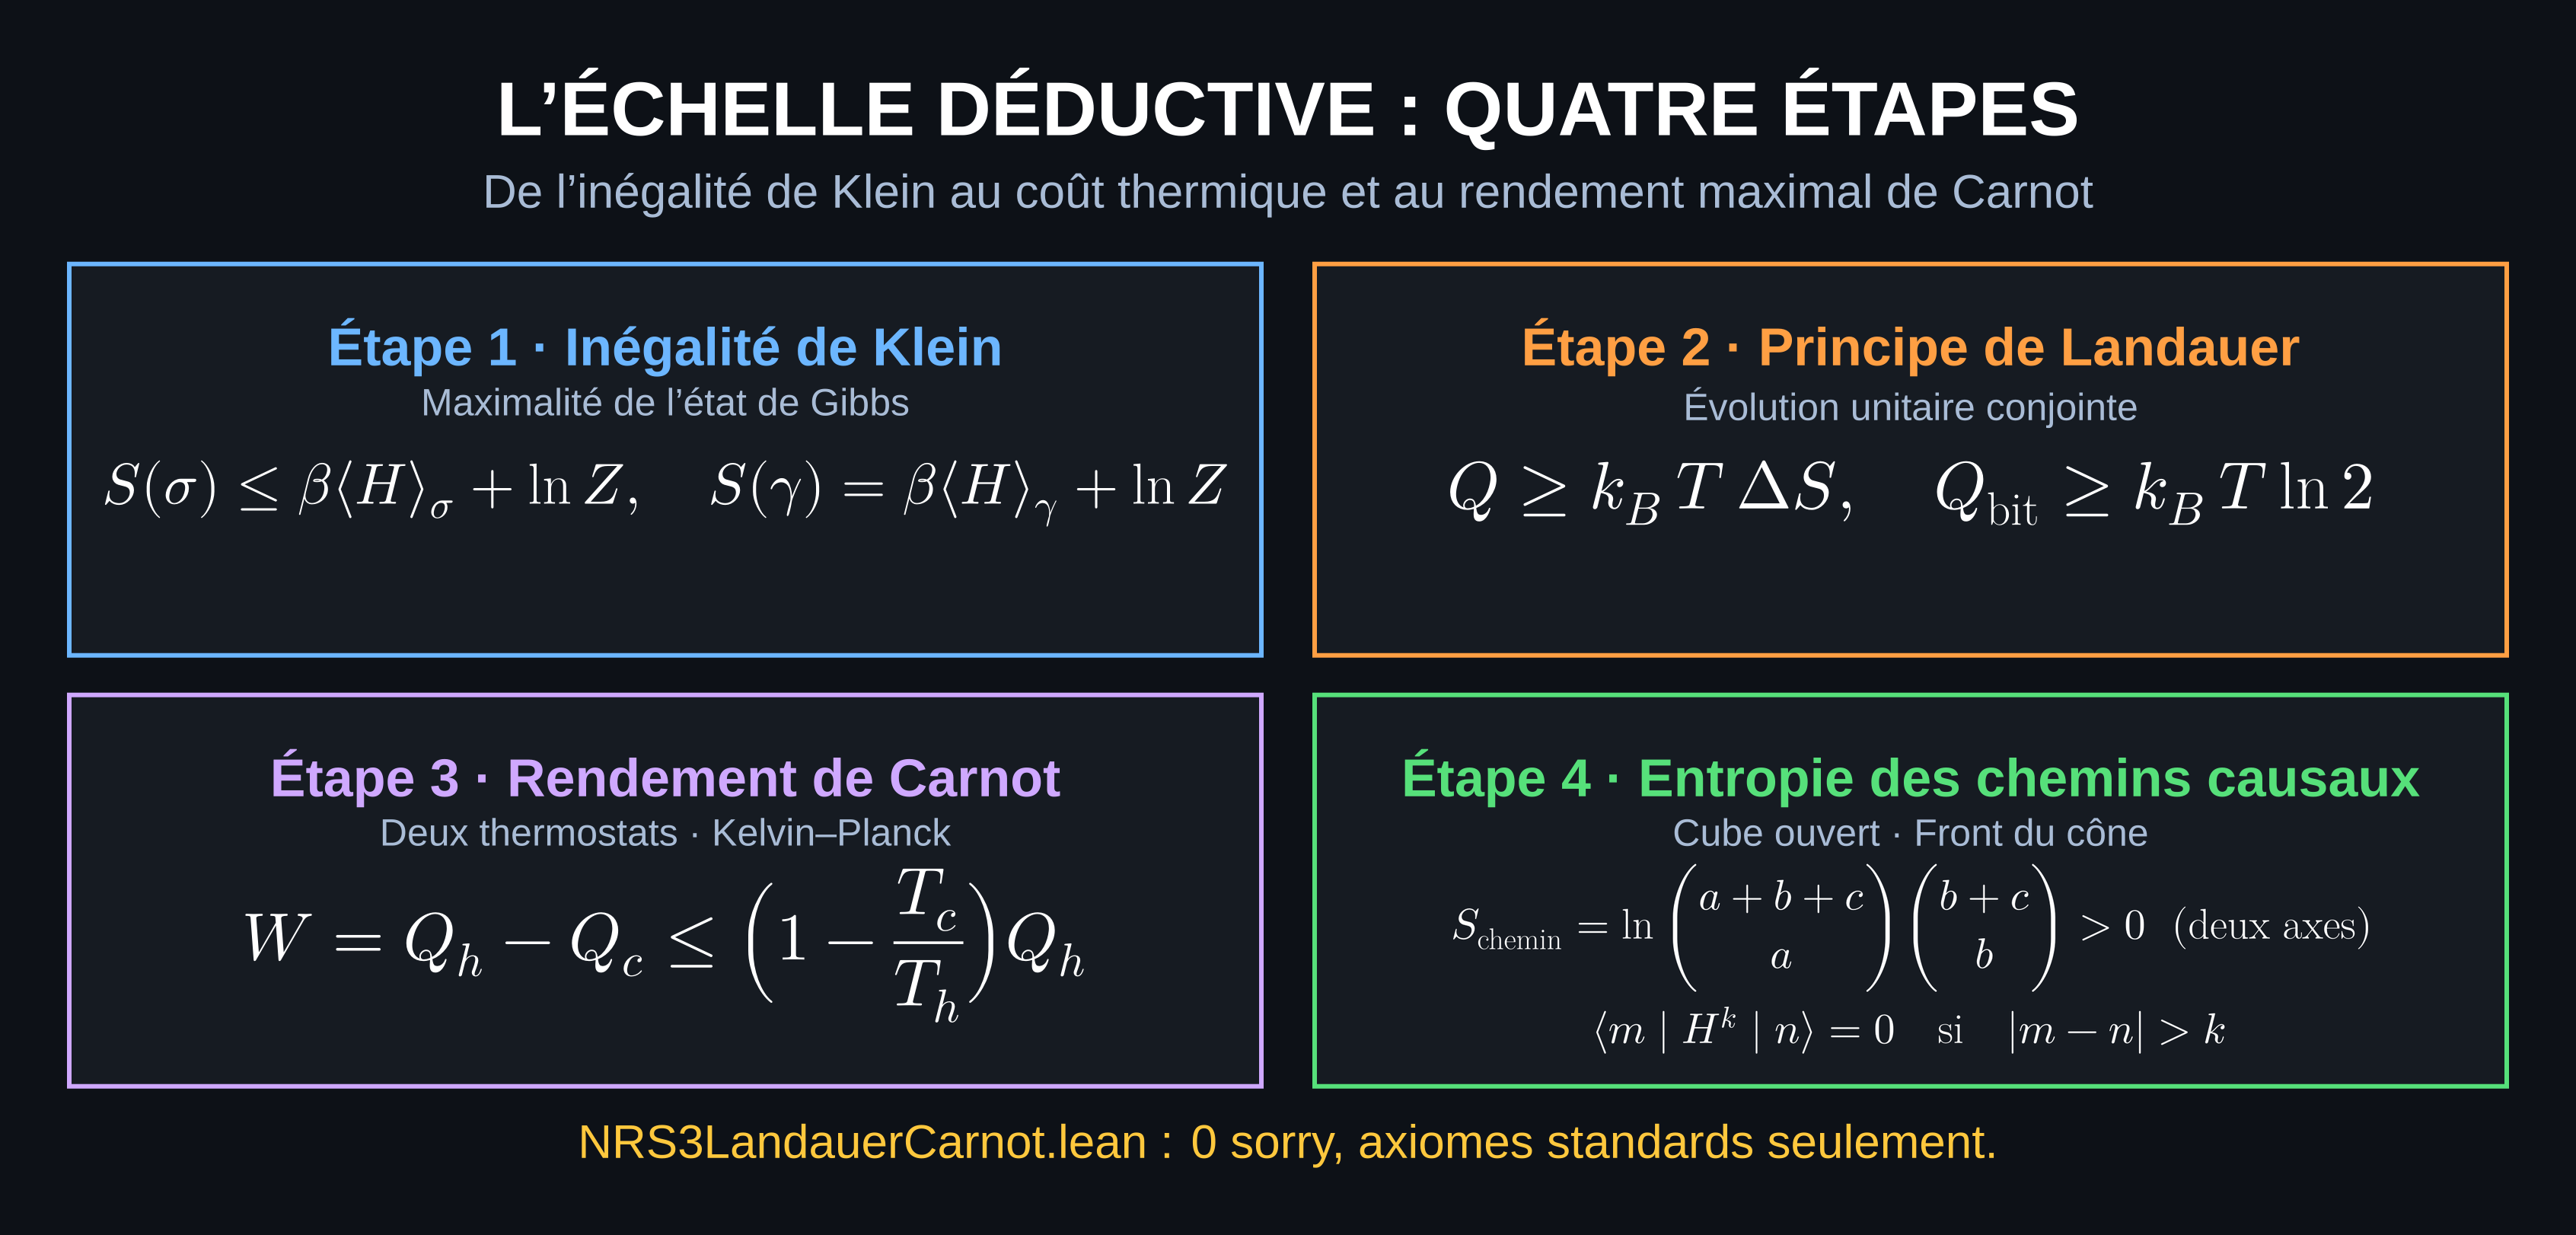 L’ÉCHELLE DÉDUCTIVE : QUATRE ÉTAPES
De l’inégalité de Klein au coût thermique et au rendement maximal de Carnot
Étape 1 · Inégalité de Klein
Maximalité de l’état de Gibbs
S(σ) ≤ β⟨H⟩_σ + ln Z, S(γ) = β⟨H⟩_γ + ln Z
Étape 2 · Principe de Landauer
Évolution unitaire conjointe
Q ≥ k_B T ΔS, Q_bit ≥ k_B T ln 2
Étape 3 · Rendement de Carnot
Deux thermostats · Kelvin–Planck
W = Q_h − Q_c ≤ (1 − T_c/T_h) Q_h
Étape 4 · Entropie des chemins causaux
Cube ouvert · Front du cône
S_chemin = ln (a + b + c / a) (b + c / b) > 0 (deux axes)
⟨m | H^k | n⟩ = 0 si |m − n| > k
NRS3LandauerCarnot.lean : 0 sorry, axiomes standards seulement.